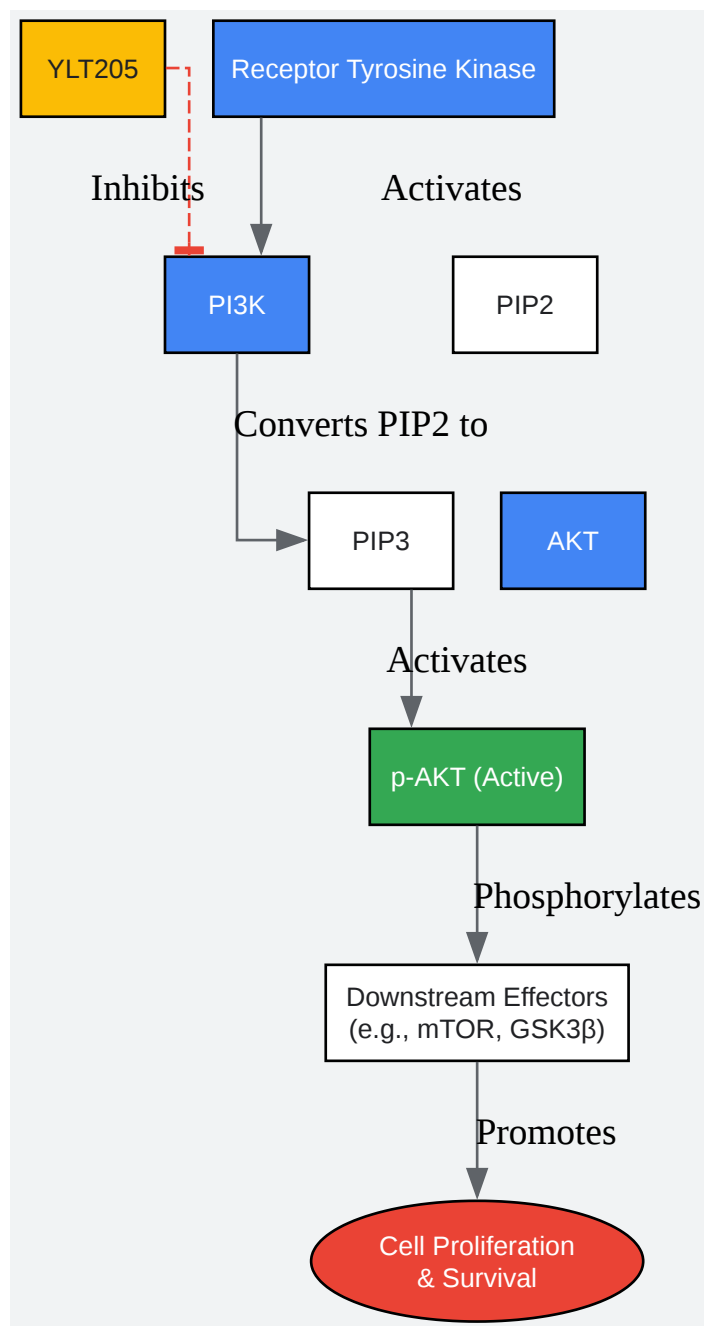 YLT205
Receptor Tyrosine Kinase
Inhibits
Activates
PI3K
PIP2
Converts PIP2 to
PIP3
AKT
Activates
p-AKT (Active)
Phosphorylates
Downstream Effectors
(e.g., mTOR, GSK3β)
Promotes
Cell Proliferation
& Survival